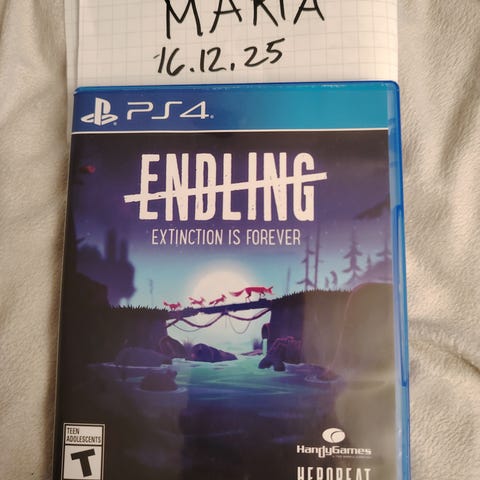 MARIA
16.12.25
PS4
ENDLING
EXTINCTION IS FOREVER
TEEN
ADOLESCENTS
T
HandyGames
HEROBEAT